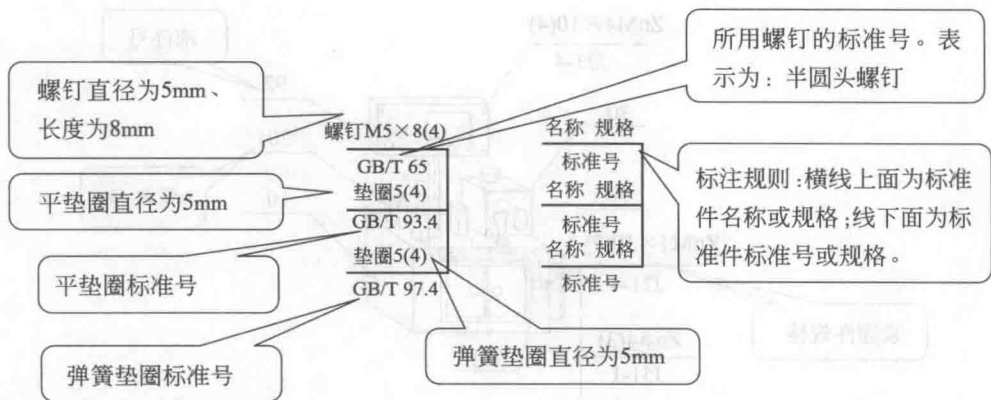 所用螺钉的标准号。表
示为：半圆头螺钉
螺钉直径为5mm、
长度为8mm
螺钉M5×8(4)
GB/T 65
垫圈5(4)
GB/T 93.4
垫圈5(4)
GB/T 97.4
名称 规格
标准号
名称 规格
标准号
名称 规格
标准号
标注规则：横线上面为标准
件名称或规格；线下面为标
准件标准号或规格。
平垫圈直径为5mm
平垫圈标准号
弹簧垫圈标准号
弹簧垫圈直径为5mm